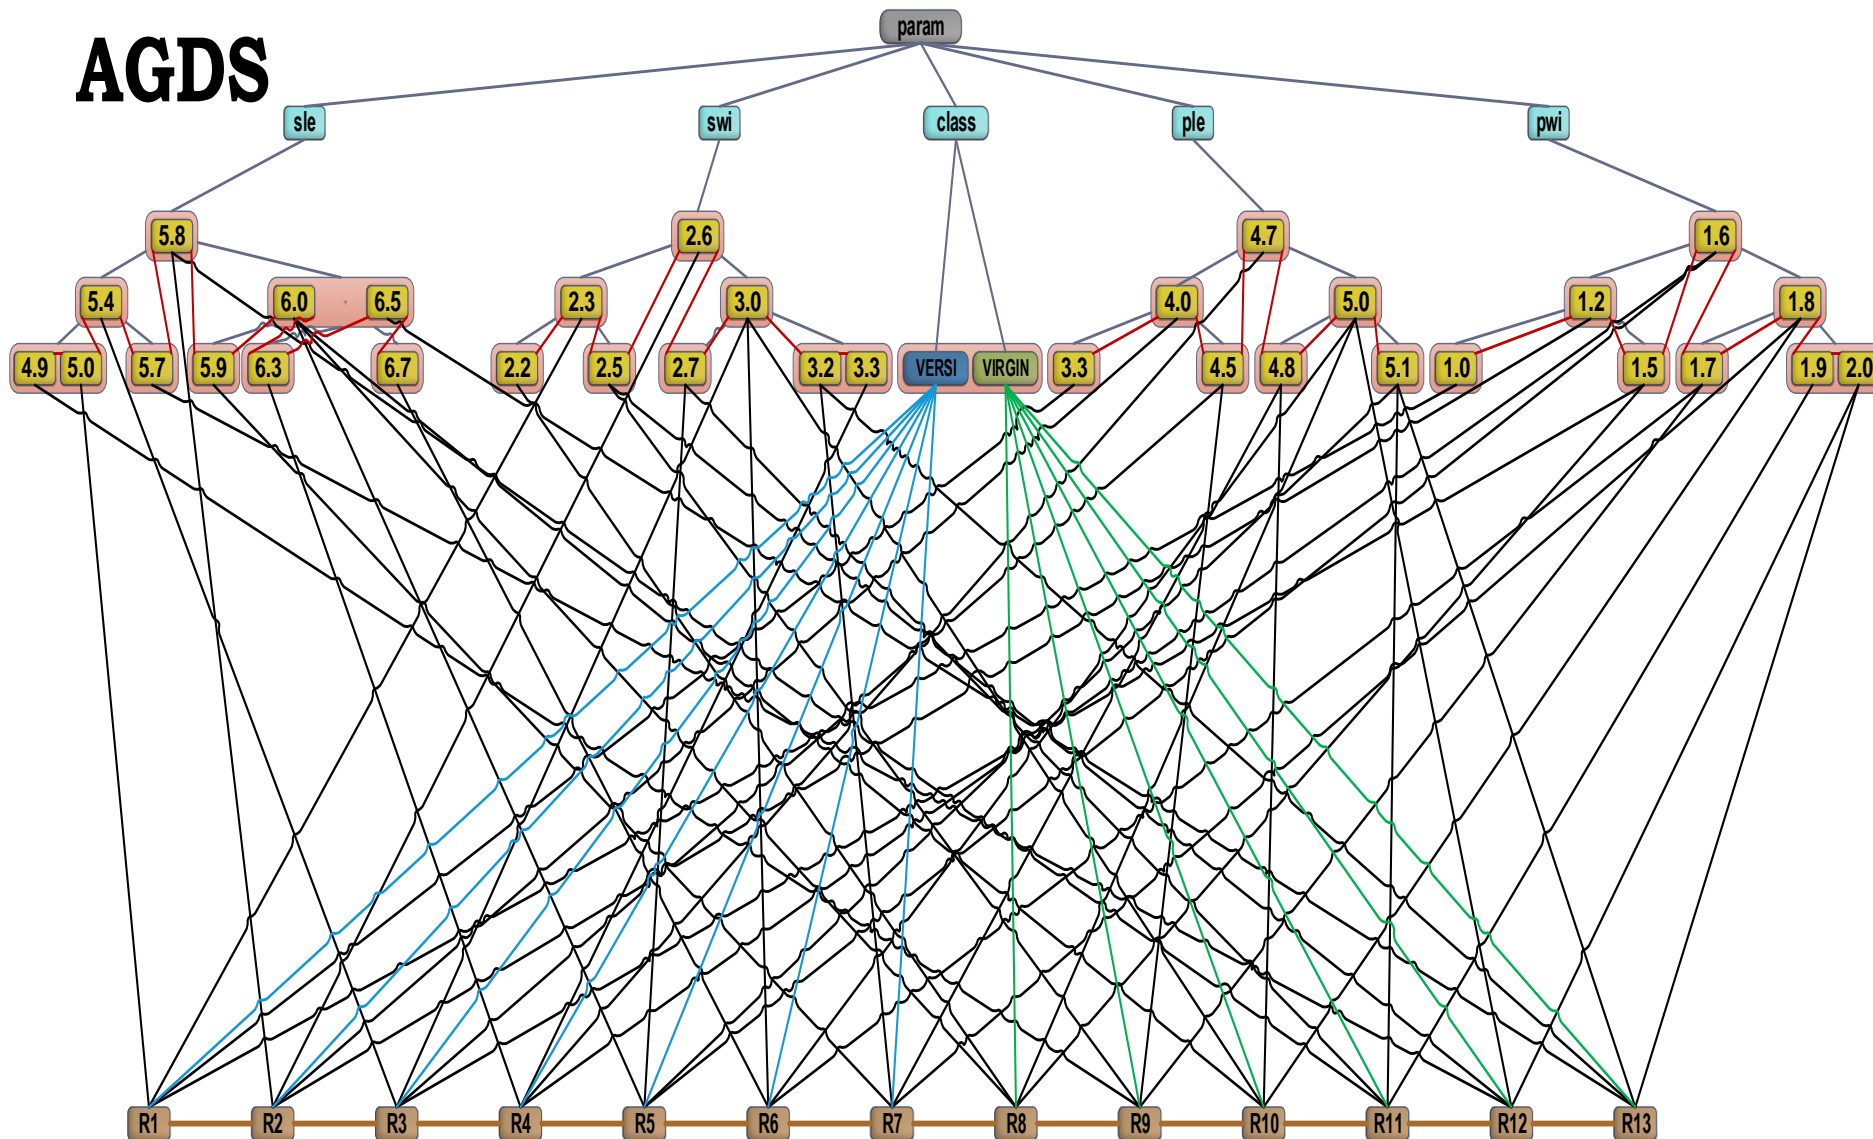 param
AGDS
sle swi class ple pwi
5.8 2.6 4.7 1.6
5.4 6.0 6.5 2.3 3.0 4.0 5.0 1.2 1.8
4.9 5.0 5.7 5.9 6.3 6.7 2.2 2.5 2.7 3.2 3.3 VERSI VIRGIN 3.3 4.5 4.8 5.1 1.0 1.5 1.7 1.9 2.0
R1 R2 R3 R4 R5 R6 R7 R8 R9 R10 R11 R12 R13